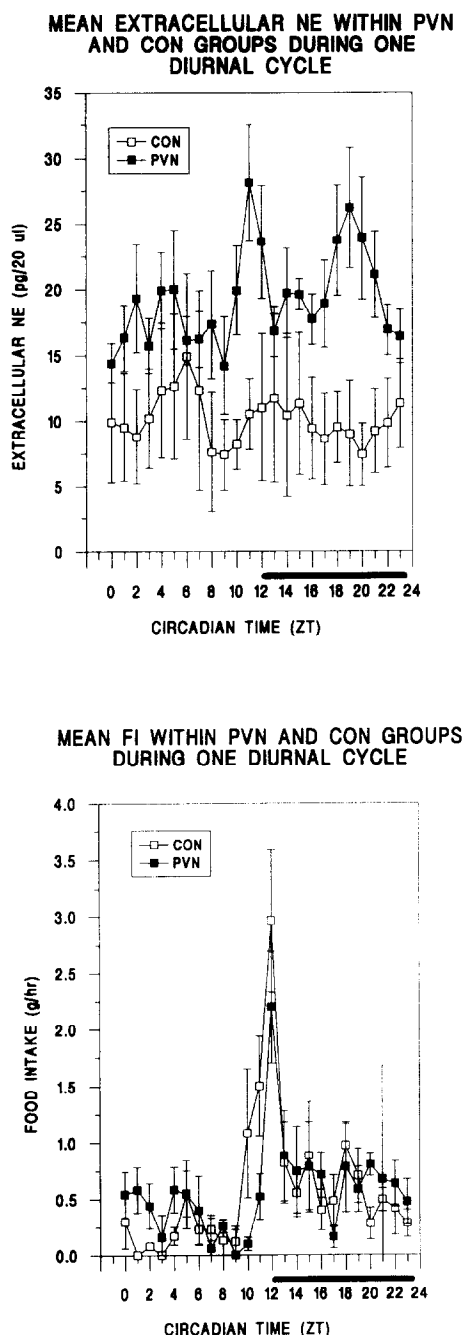 MEAN EXTRACELLULAR NE WITHIN PVN
AND CON GROUPS DURING ONE
DIURNAL CYCLE
35
30
25
20
15
10
5
0
EXTRACELLULAR NE (pg/20 ul)
CON
PVN
0 2 4 6 8 10 12 14 16 18 20 22 24
CIRCADIAN TIME (ZT)
MEAN FI WITHIN PVN AND CON GROUPS
DURING ONE DIURNAL CYCLE
4.0
3.5
3.0
2.5
2.0
1.5
1.0
0.5
0.0
FOOD INTAKE (g/hr)
CON
PVN
0 2 4 6 8 10 12 14 16 18 20 22 24
CIRCADIAN TIME (ZT)